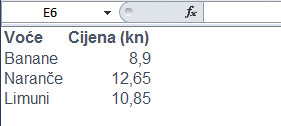 E6 fx
Voće Cijena (kn)
Banane 8,9
Naranče 12,65
Limuni 10,85